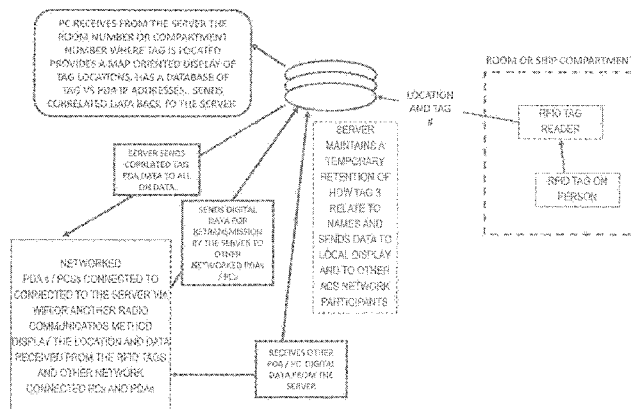 PC RECEIVES FROM THE SERVER THE
ROOM NUMBER OR COMPARTMENT
NUMBER WHERE TAG IS LOCATED
PROVIDES A MAP ORIENTED DISPLAY OF
TAG LOCATIONS, HAS A DATABASE OF
TAG VS PDA IP ADDRESSES. SENDS
CORRELATED DATA BACK TO THE SERVER
ROOM OR SHIP COMPARTMENT
LOCATION
AND TAG
#
RFID TAG
READER
RFID TAG ON
PERSON
SERVER
MAINTAINS A
TEMPORARY
RETENTION OF
HOW TAG
RELATE TO
NAMES AND
SENDS DATA TO
LOCAL DISPLAY
AND TO OTHER
NETWORK
PARTICIPANTS
SERVER SENDS
CORRELATED TAG
PDA DATA TO ALL
DATA.
SENDS DIGITAL
DATA FOR
RETRANSMISSION
BY THE SERVER TO
OTHER
NETWORKED PDAs
/ PCs
NETWORKED
PDA s / PCs CONNECTED TO
CONNECTED TO THE SERVER VIA
WIFI OR ANOTHER RADIO
COMMUNICATION METHOD
DISPLAY THE LOCATION AND DATA
RECEIVED FROM THE RFID TAGS
AND OTHER NETWORK
CONNECTED PCs AND PDAs
RECEIVES OTHER
PDA / PC DIGITAL
DATA FROM THE
SERVER